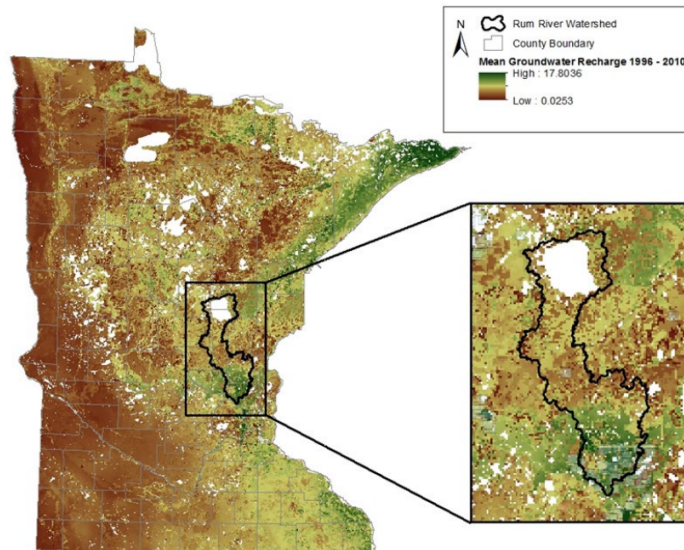 N
Rum River Watershed
County Boundary
Mean Groundwater Recharge 1996 - 2010
High : 17.8036
Low : 0.0253